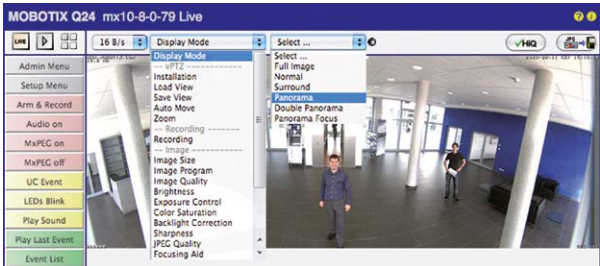 MOBOTIX Q24 mx10-8-0-79 Live
LIVE
16 B/s
Display Mode
Select ...
HiQ
JPG
Admin Menu
Setup Menu
Arm & Record
Audio on
MxPEG on
MxPEG off
UC Event
LEDs Blink
Play Sound
Play Last Event
Event List
Display Mode
-- vPTZ ----------
Installation
Load View
Save View
Auto Move
Zoom
-- Recording -------
Recording
-- Image ---------
Image Size
Image Program
Image Quality
Brightness
Exposure Control
Color Saturation
Backlight Correction
Sharpness
JPEG Quality
Focusing Aid
Select ...
Full Image
Normal
Surround
Panorama
Double Panorama
Panorama Focus